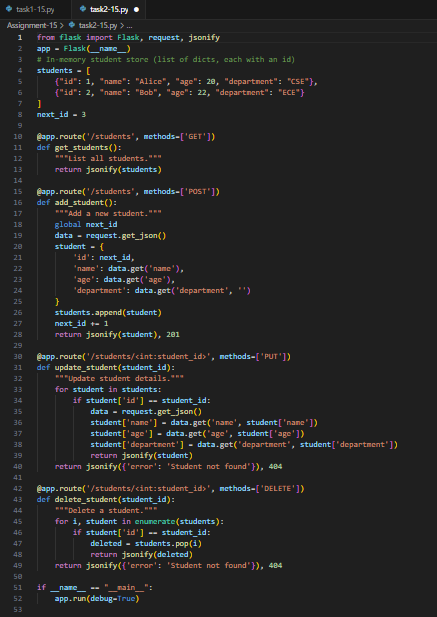 task1-15.py
task2-15.py ●
Assignment-15 > task2-15.py > ...
1 from flask import Flask, request, jsonify
2 app = Flask(__name__)
3 # In-memory student store (list of dicts, each with an id)
4 students = [
5     {"id": 1, "name": "Alice", "age": 20, "department": "CSE"},
6     {"id": 2, "name": "Bob", "age": 22, "department": "ECE"}
7 ]
8 next_id = 3
9
10 @app.route('/students', methods=['GET'])
11 def get_students():
12     """List all students."""
13     return jsonify(students)
14
15 @app.route('/students', methods=['POST'])
16 def add_student():
17     """Add a new student."""
18     global next_id
19     data = request.get_json()
20     student = {
21         'id': next_id,
22         'name': data.get('name'),
23         'age': data.get('age'),
24         'department': data.get('department', '')
25     }
26     students.append(student)
27     next_id += 1
28     return jsonify(student), 201
29
30 @app.route('/students/<int:student_id>', methods=['PUT'])
31 def update_student(student_id):
32     """Update student details."""
33     for student in students:
34         if student['id'] == student_id:
35             data = request.get_json()
36             student['name'] = data.get('name', student['name'])
37             student['age'] = data.get('age', student['age'])
38             student['department'] = data.get('department', student['department'])
39             return jsonify(student)
40     return jsonify({'error': 'Student not found'}), 404
41
42 @app.route('/students/<int:student_id>', methods=['DELETE'])
43 def delete_student(student_id):
44     """Delete a student."""
45     for i, student in enumerate(students):
46         if student['id'] == student_id:
47             deleted = students.pop(i)
48             return jsonify(deleted)
49     return jsonify({'error': 'Student not found'}), 404
50
51 if __name__ == "__main__":
52     app.run(debug=True)
53